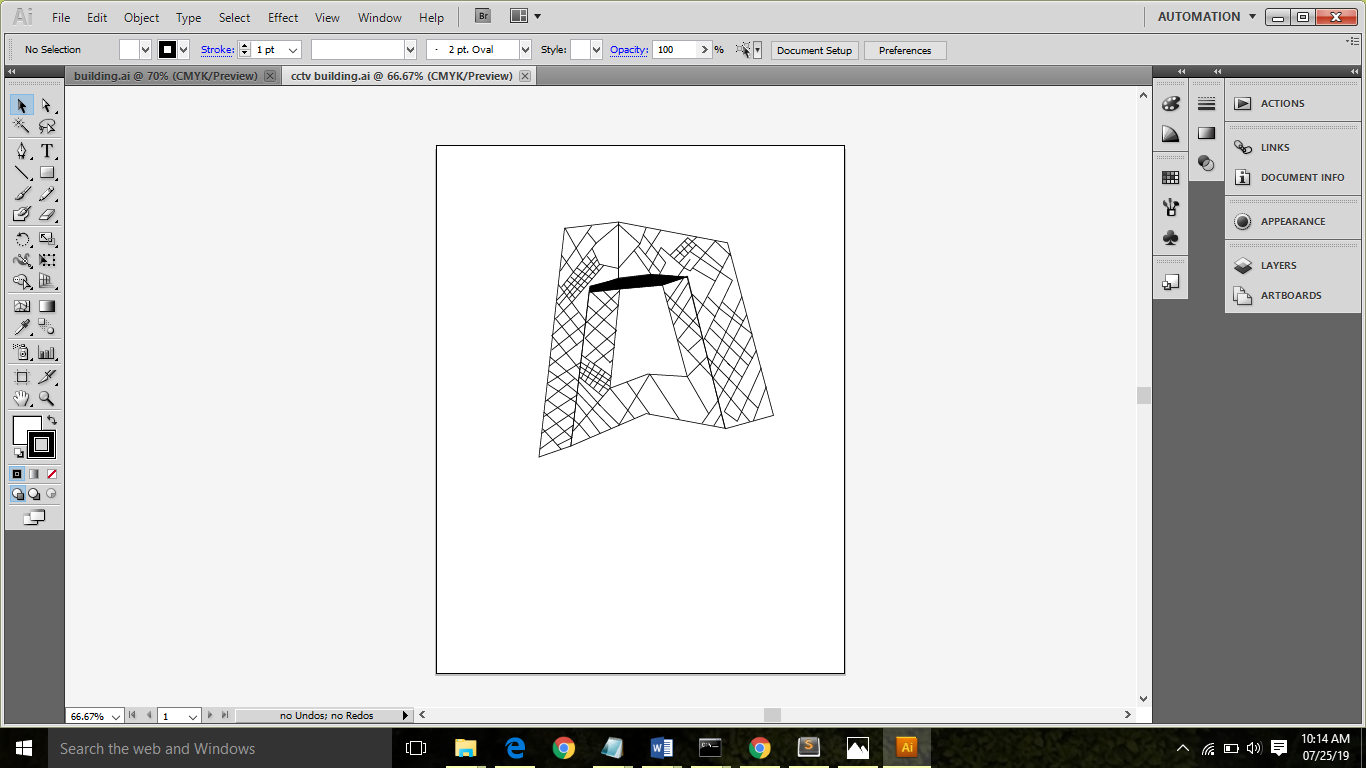 Ai File Edit Object Type Select Effect View Window Help Br AUTOMATION
No Selection Stroke: 1 pt 2 pt. Oval Style: Opacity: 100 % Document Setup Preferences
building.ai @ 70% (CMYK/Preview) cctv building.ai @ 66.67% (CMYK/Preview)
T
ACTIONS
LINKS
DOCUMENT INFO
APPEARANCE
LAYERS
ARTBOARDS
66.67% 1 no Undos; no Redos
Search the web and Windows
W
S
Ai
10:14 AM
07/25/19